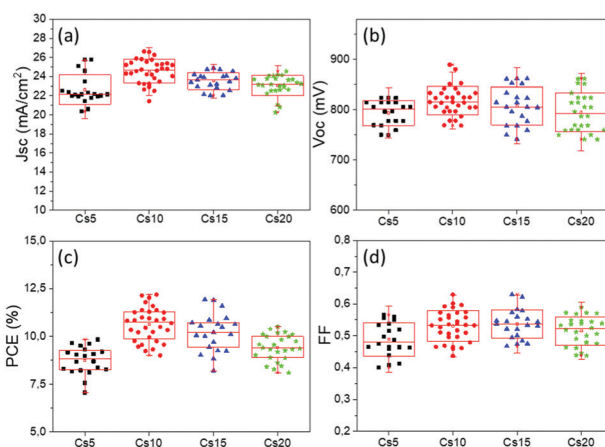 (a)
Jsc (mA/cm²)
26
24
22
20
18
16
14
12
10
Cs5 Cs10 Cs15 Cs20
(b)
Voc (mV)
900
800
700
600
Cs5 Cs10 Cs15 Cs20
(c)
PCE (%)
15,0
12,5
10,0
7,5
5,0
Cs5 Cs10 Cs15 Cs20
(d)
FF
0,8
0,7
0,6
0,5
0,4
0,3
0,2
Cs5 Cs10 Cs15 Cs20